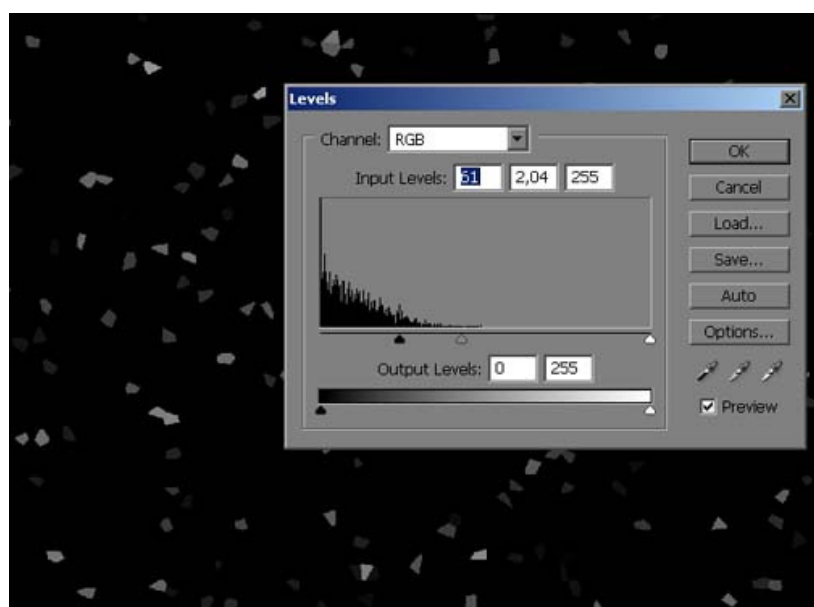 Levels
Channel: RGB
Input Levels: 61 2,04 255
Output Levels: 0 255
OK
Cancel
Load...
Save...
Auto
Options...
Preview